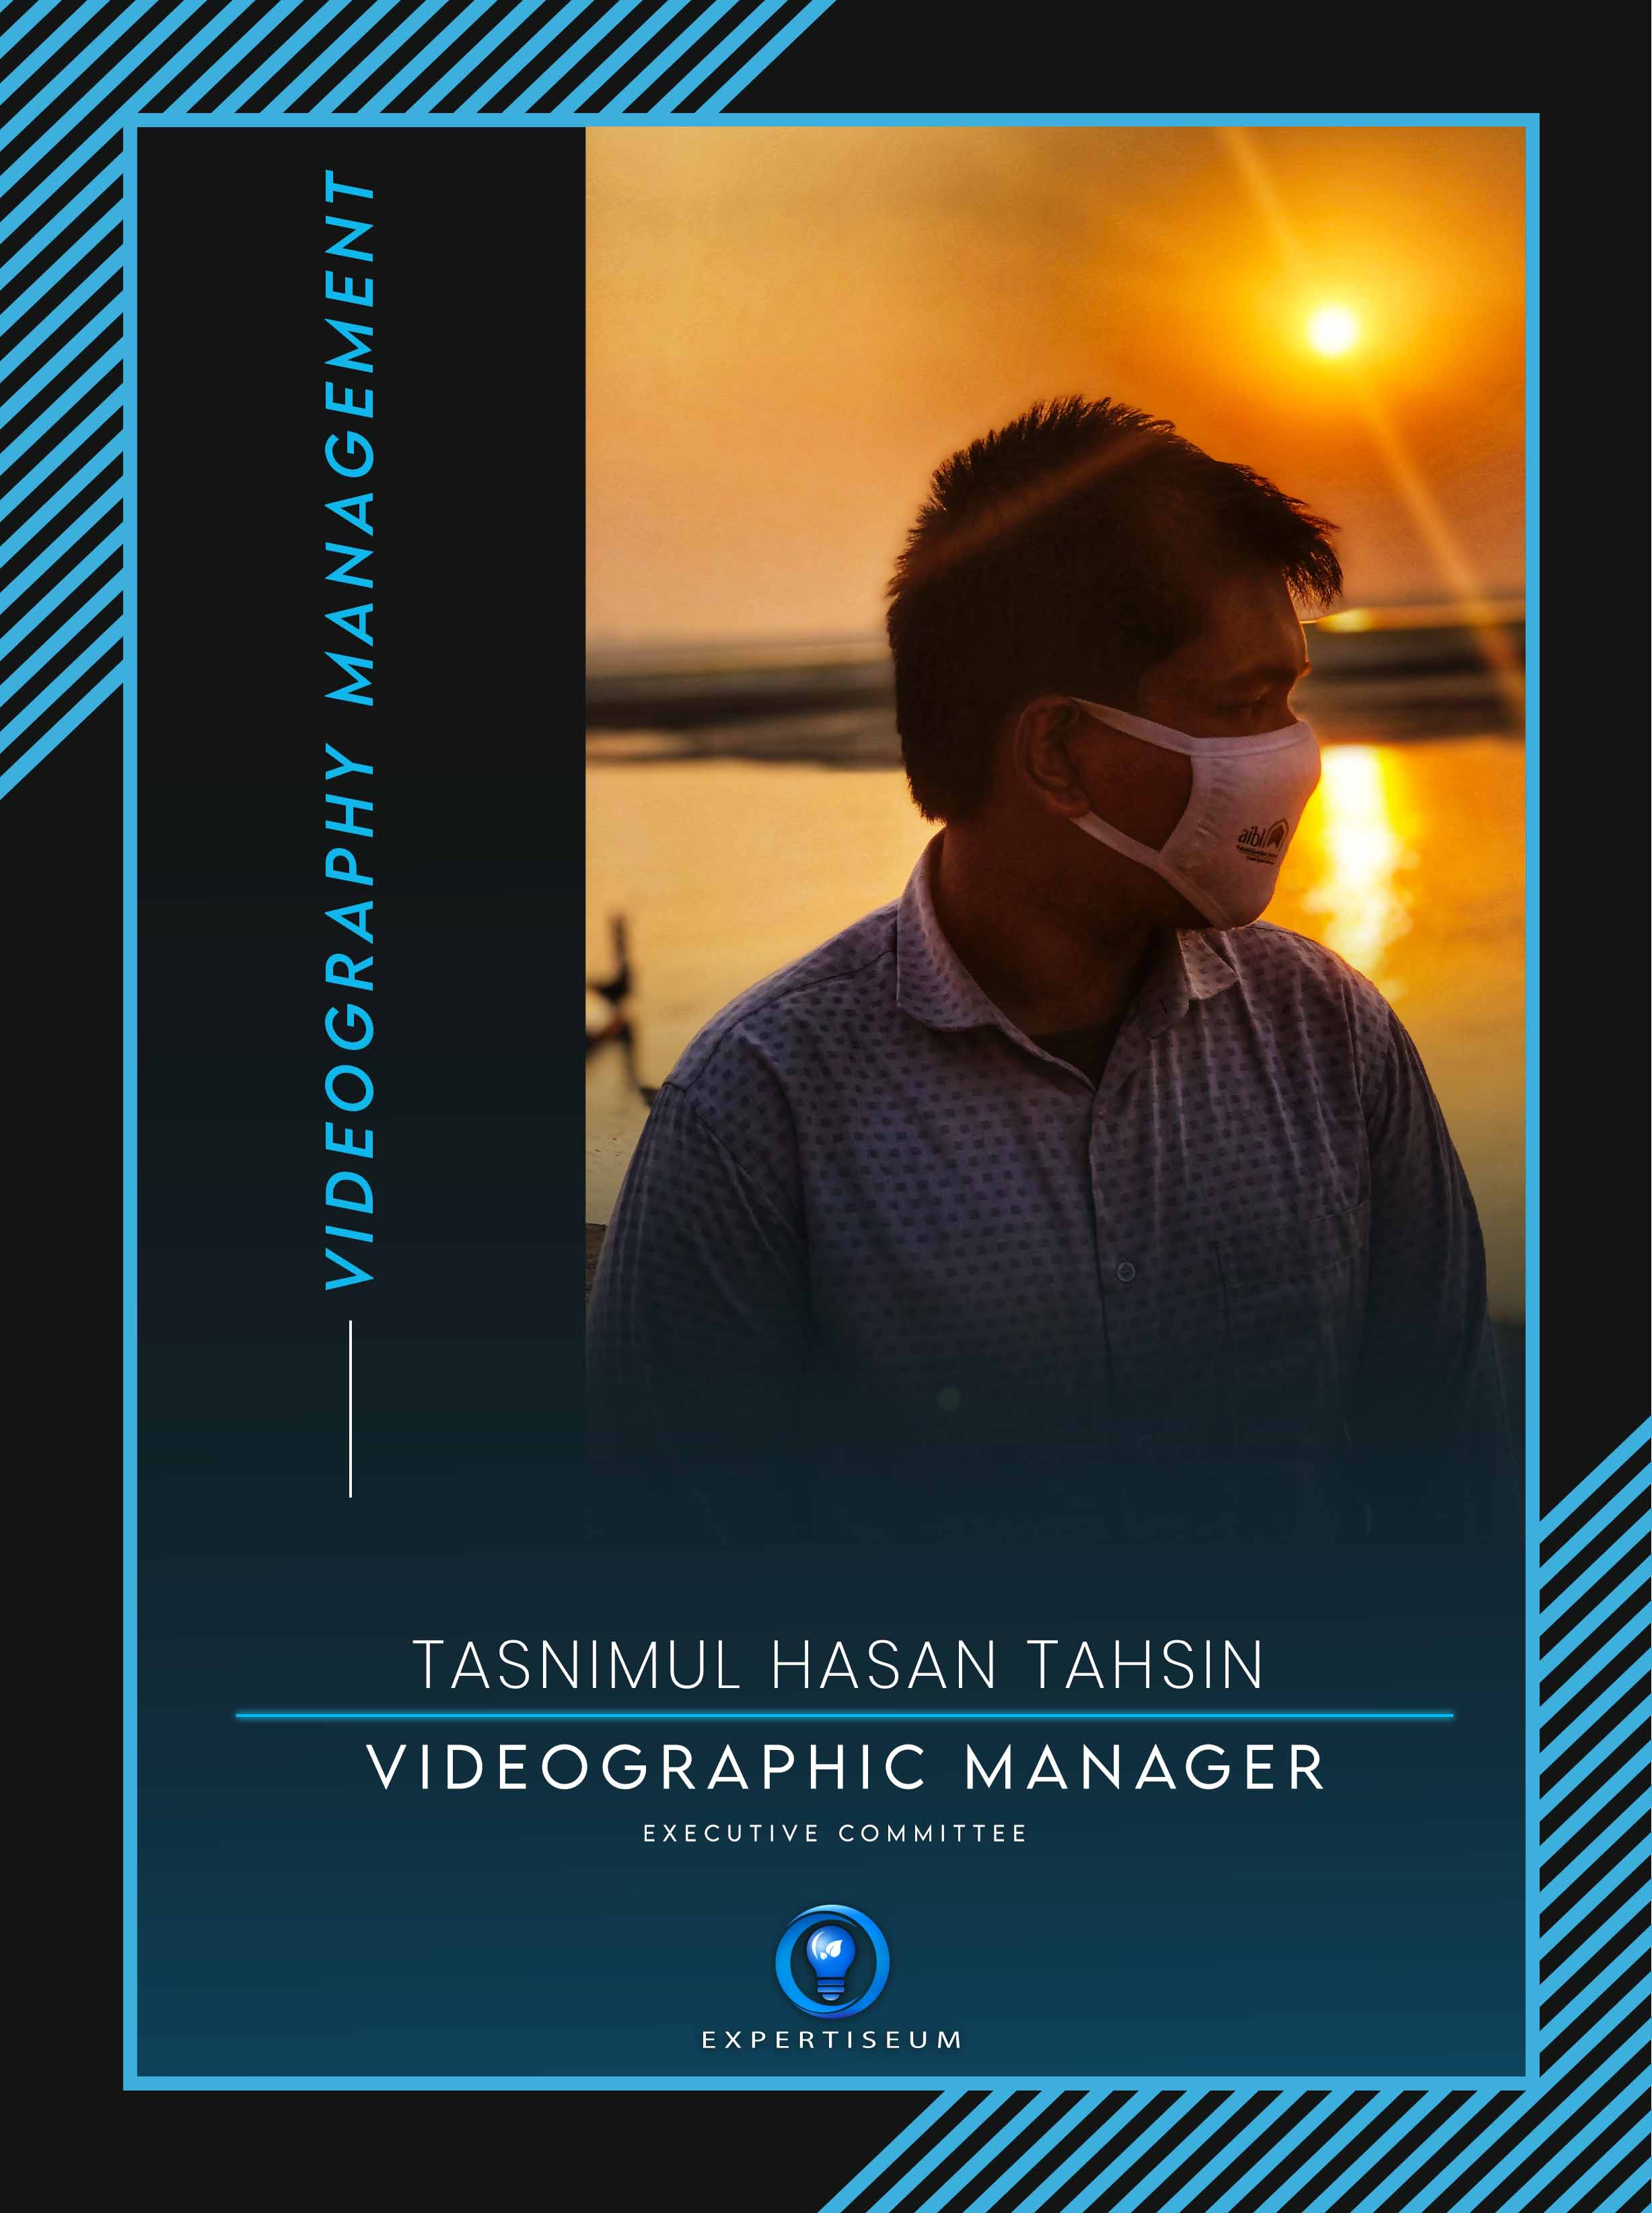 VIDEOGRAPHY MANAGEMENT
aibl
TASNIMUL HASAN TAHSIN
VIDEOGRAPHIC MANAGER
EXECUTIVE COMMITTEE
EXPERTISEUM